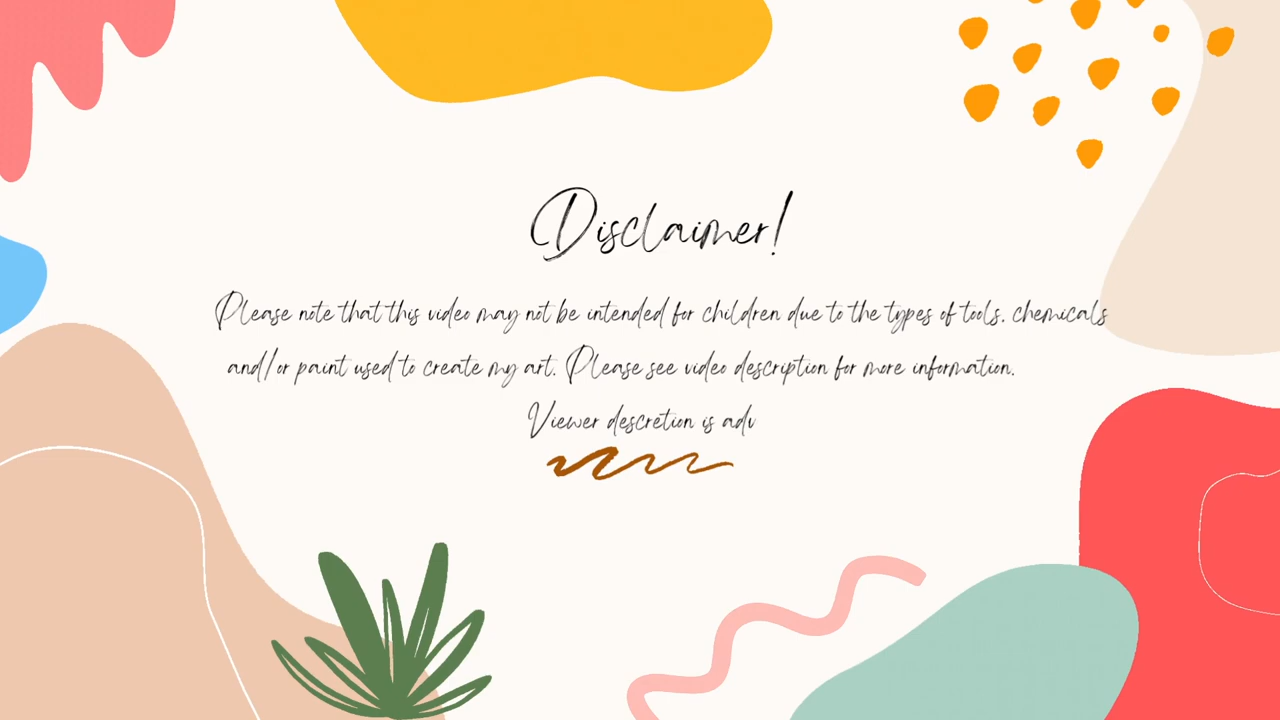 Disclaimer!
Please note that this video may not be intended for children due to the types of tools, chemicals
and/or paint used to create my art. Please see video description for more information.
Viewer descretion is adv